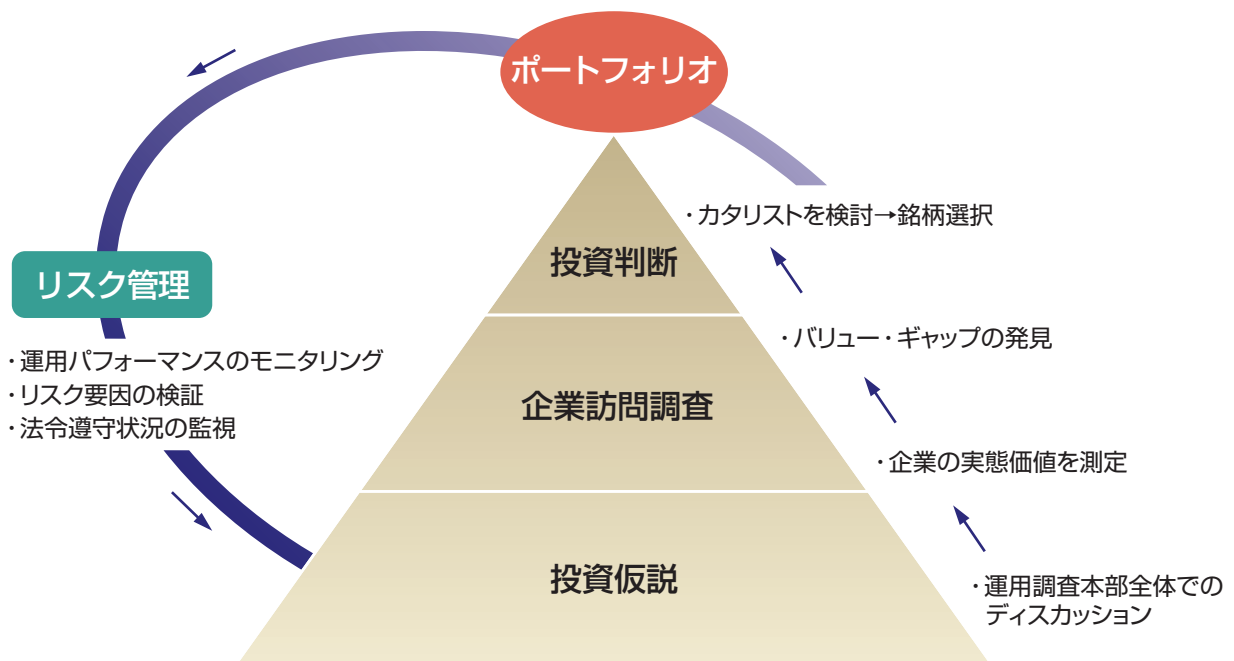 ポートフォリオ
・カタリストを検討→銘柄選択
投資判断
リスク管理
・バリュー・ギャップの発見
・運用パフォーマンスのモニタリング
・リスク要因の検証
・法令遵守状況の監視
企業訪問調査
・企業の実態価値を測定
投資仮説
・運用調査本部全体での
ディスカッション